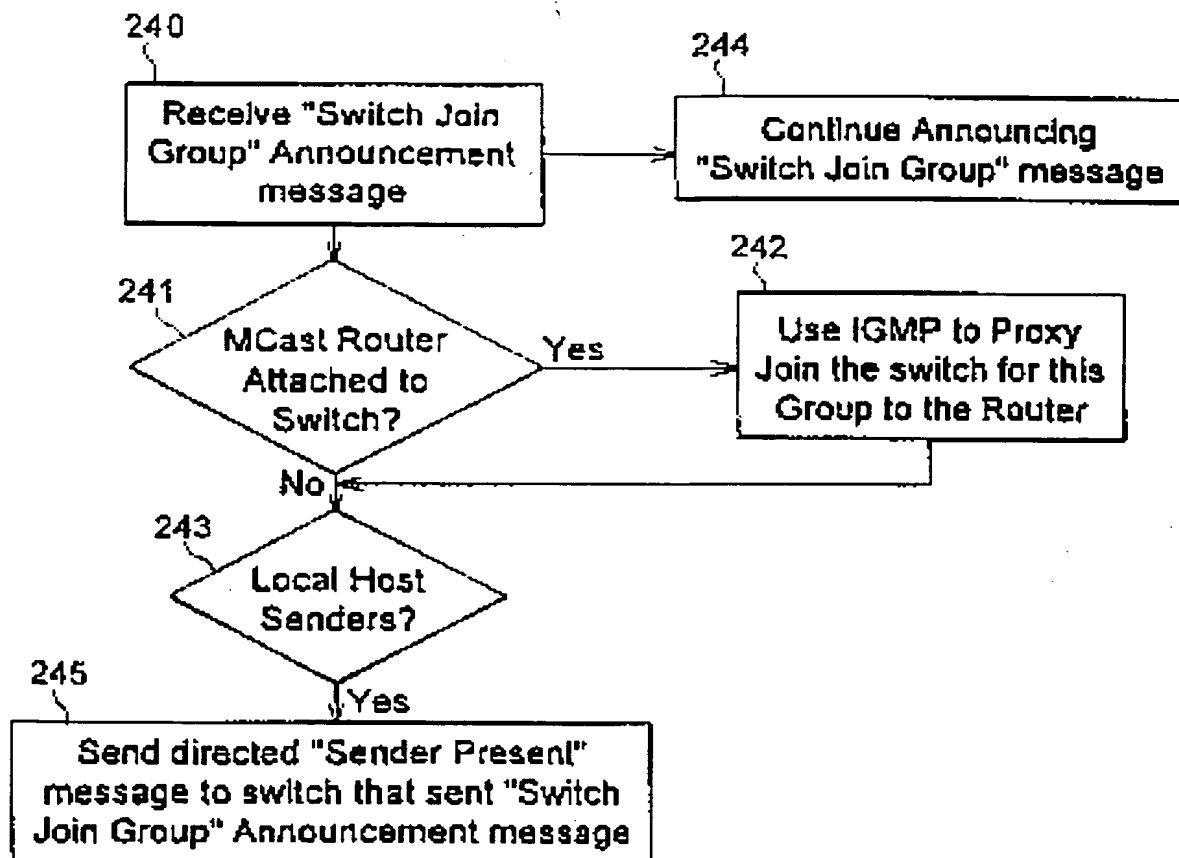 240
Receive "Switch Join
Group" Announcement
message
244
Continue Announcing
"Switch Join Group" message
241
MCast Router
Attached to
Switch?
Yes
242
Use IGMP to Proxy
Join the switch for this
Group to the Router
No
243
Local Host
Senders?
Yes
245
Send directed "Sender Present"
message to switch that sent "Switch
Join Group" Announcement message